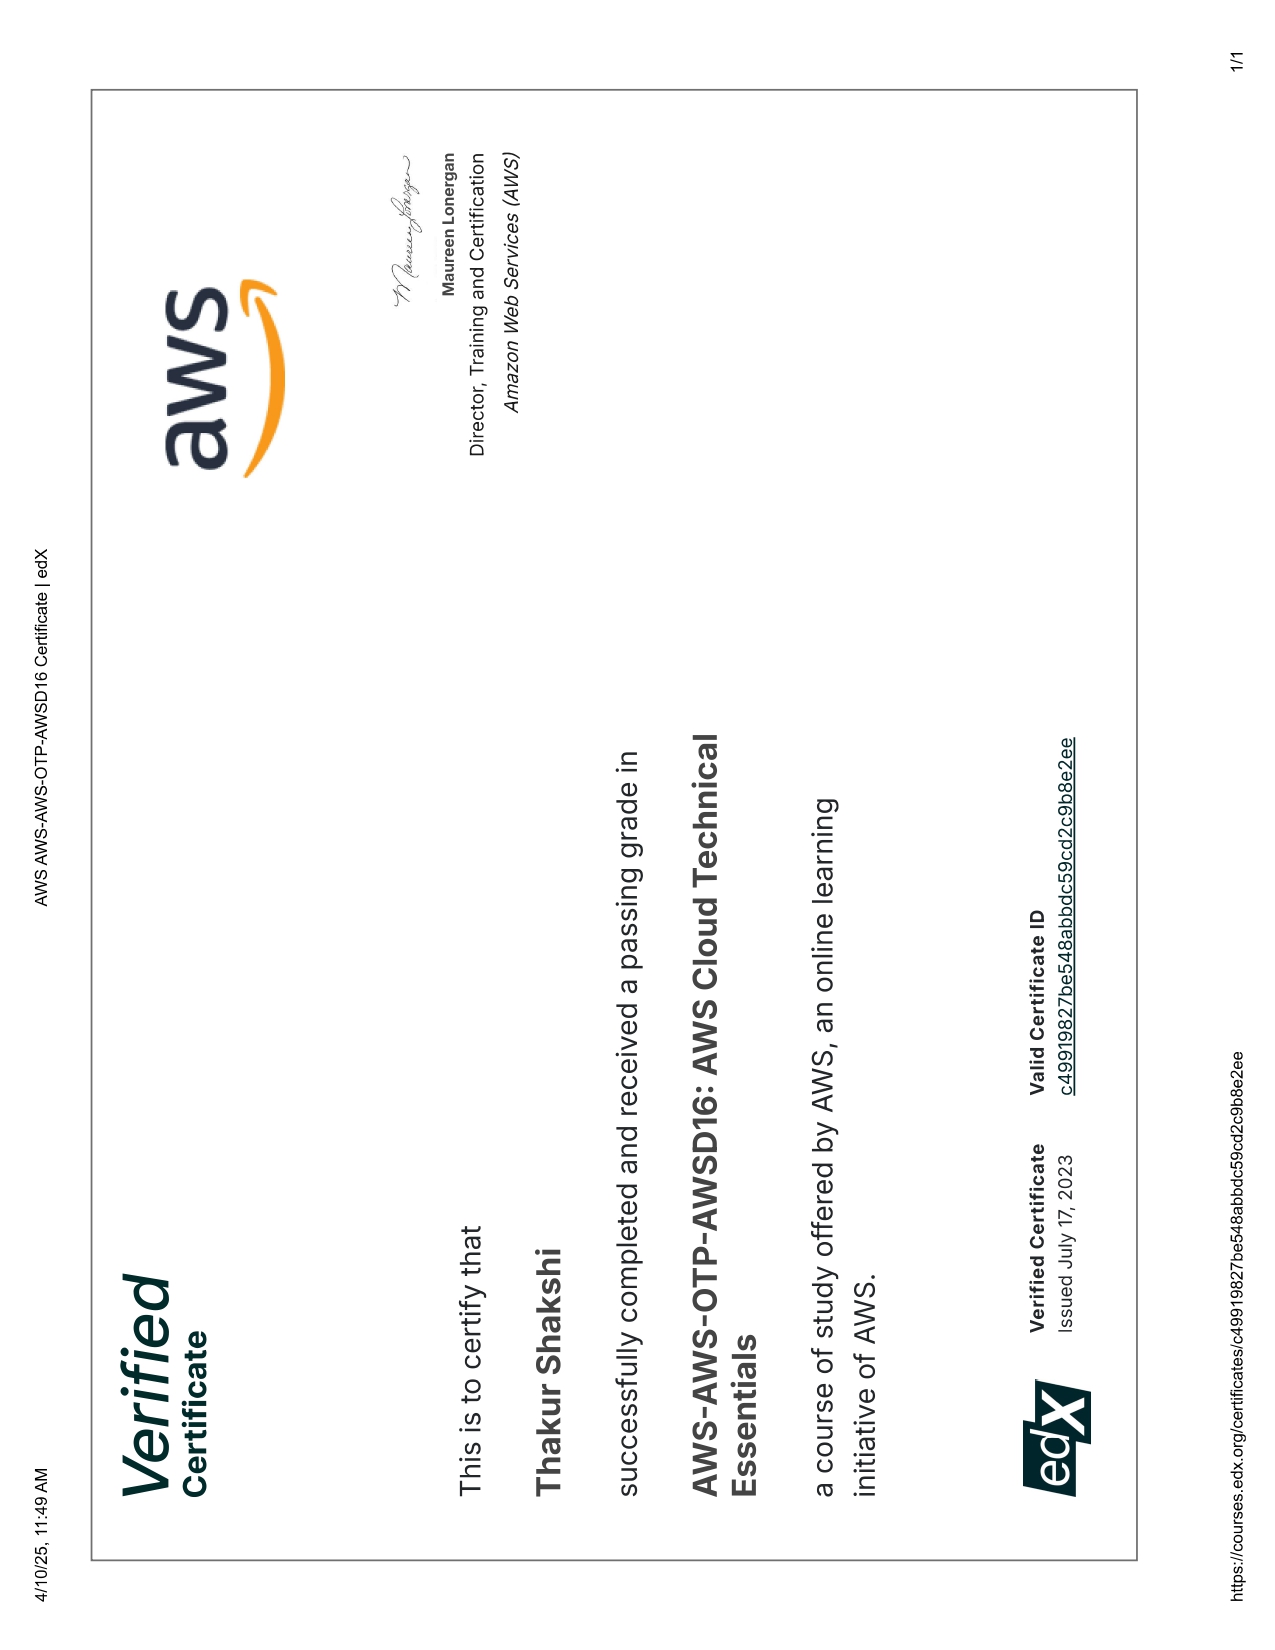 4/10/25, 11:49 AM
AWS AWS-AWS-OTP-AWSD16 Certificate | edX
Verified
Certificate
aws
Maureen Lonergan
Maureen Lonergan
Director, Training and Certification
Amazon Web Services (AWS)
This is to certify that
Thakur Shakshi
successfully completed and received a passing grade in
AWS-AWS-OTP-AWSD16: AWS Cloud Technical
Essentials
a course of study offered by AWS, an online learning
initiative of AWS.
edX
Verified Certificate
Issued July 17, 2023
Valid Certificate ID
c49919827be548abbdc59cd2c9b8e2ee
https://courses.edx.org/certificates/c49919827be548abbdc59cd2c9b8e2ee
1/1